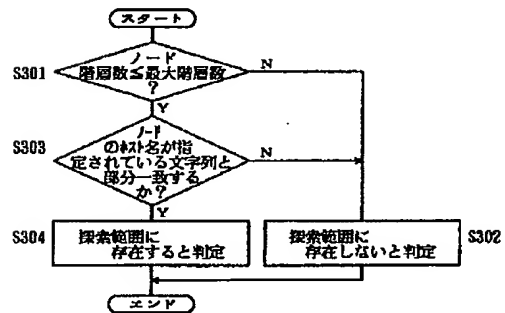 スタート
S301
ノード
階層数≦最大階層数
?
N
Y
S303
ノード
のホスト名が指
定されている文字列と
部分一致する
か?
N
Y
S304
探索範囲に
存在すると判定
探索範囲に
存在しないと判定
S302
エンド